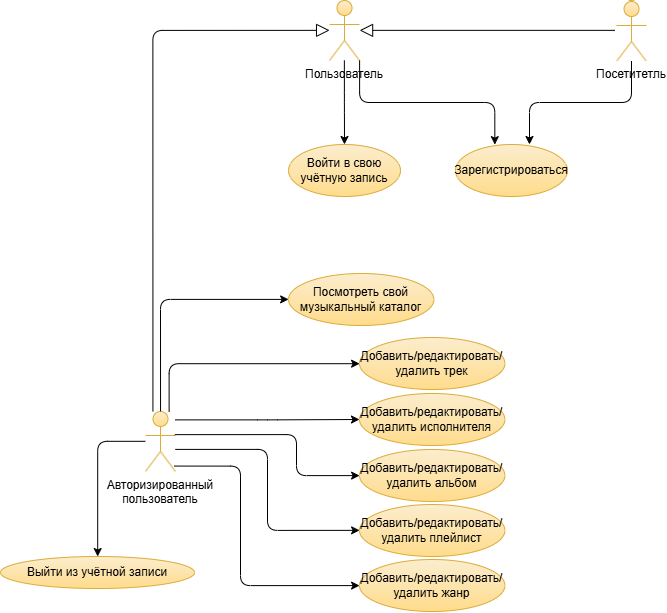 Пользователь
Посетитетль
Войти в свою
учётную запись
Зарегистрироваться
Посмотреть свой
музыкальный каталог
Добавить/редактировать/
удалить трек
Добавить/редактировать/
удалить исполнителя
Добавить/редактировать/
удалить альбом
Авторизированный
пользователь
Добавить/редактировать/
удалить плейлист
Выйти из учётной записи
Добавить/редактировать/
удалить жанр